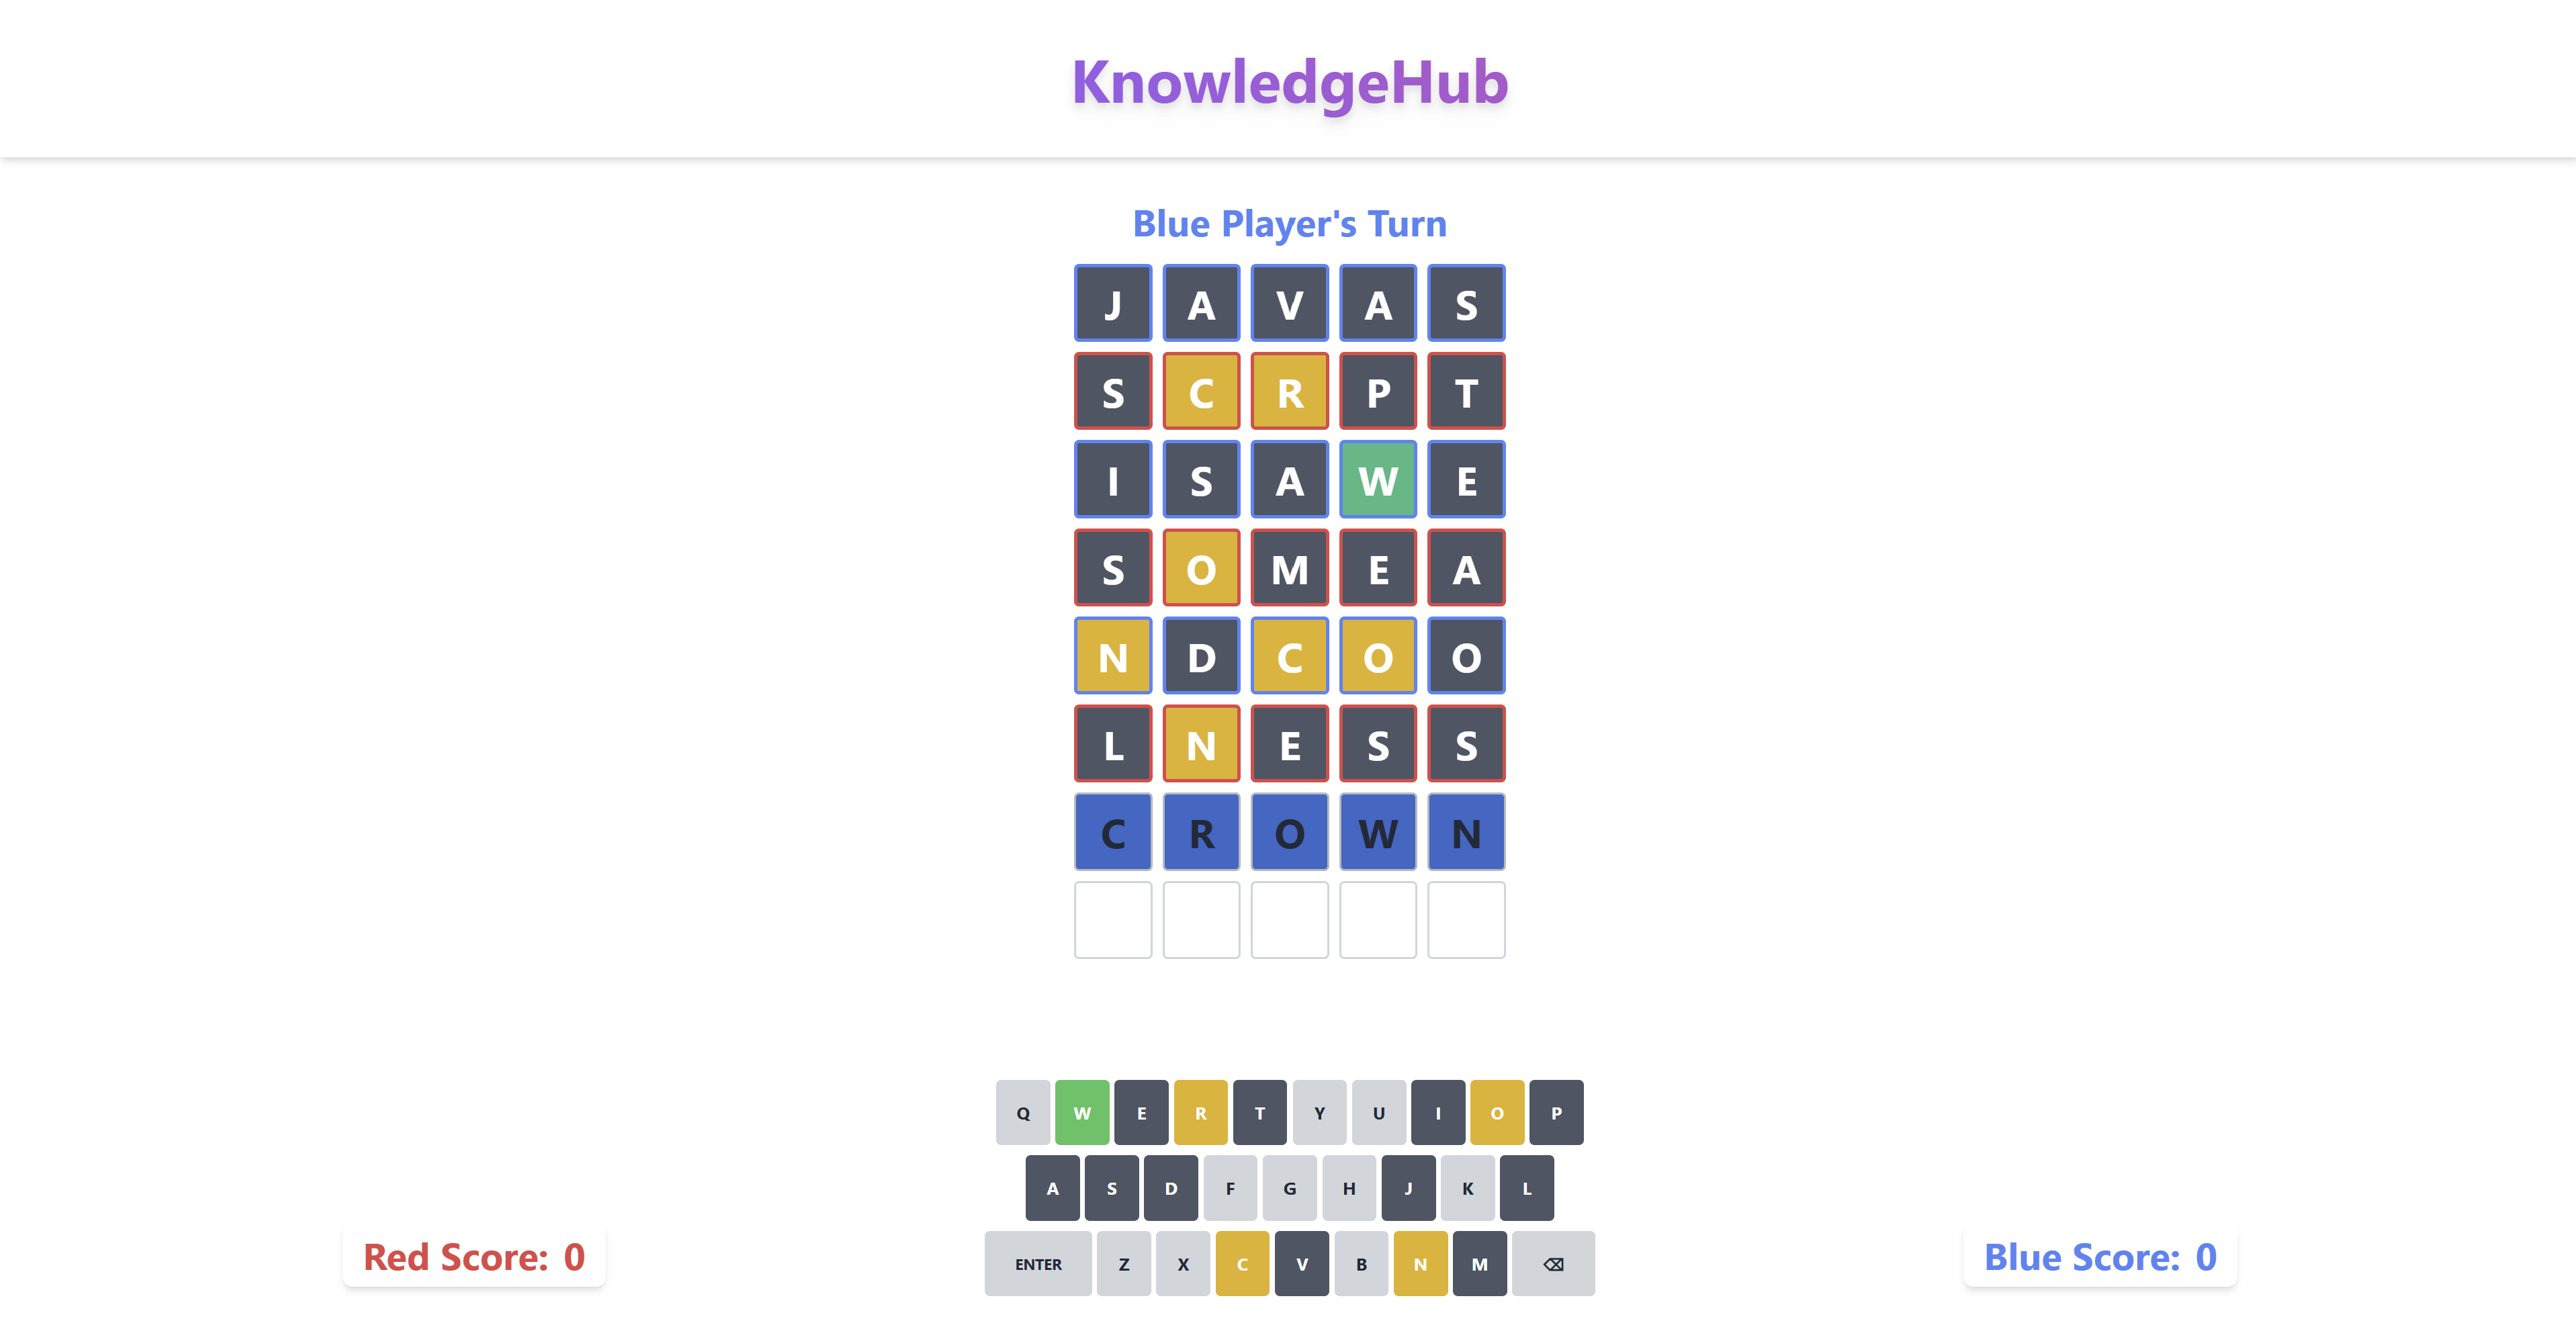 KnowledgeHub
Blue Player's Turn
J A V A S
S C R P T
I S A W E
S O M E A
N D C O O
L N E S S
C R O W N
Q W E R T Y U I O P
A S D F G H J K L
ENTER Z X C V B N M ⌫
Red Score: 0
Blue Score: 0